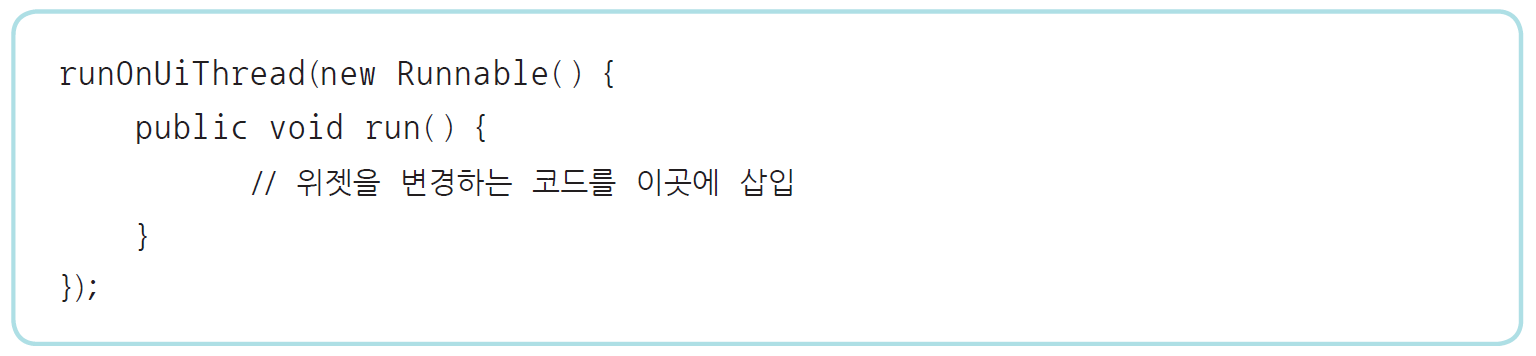 runOnUiThread(new Runnable() {
public void run() {
// 위젯을 변경하는 코드를 이곳에 삽입
}
});